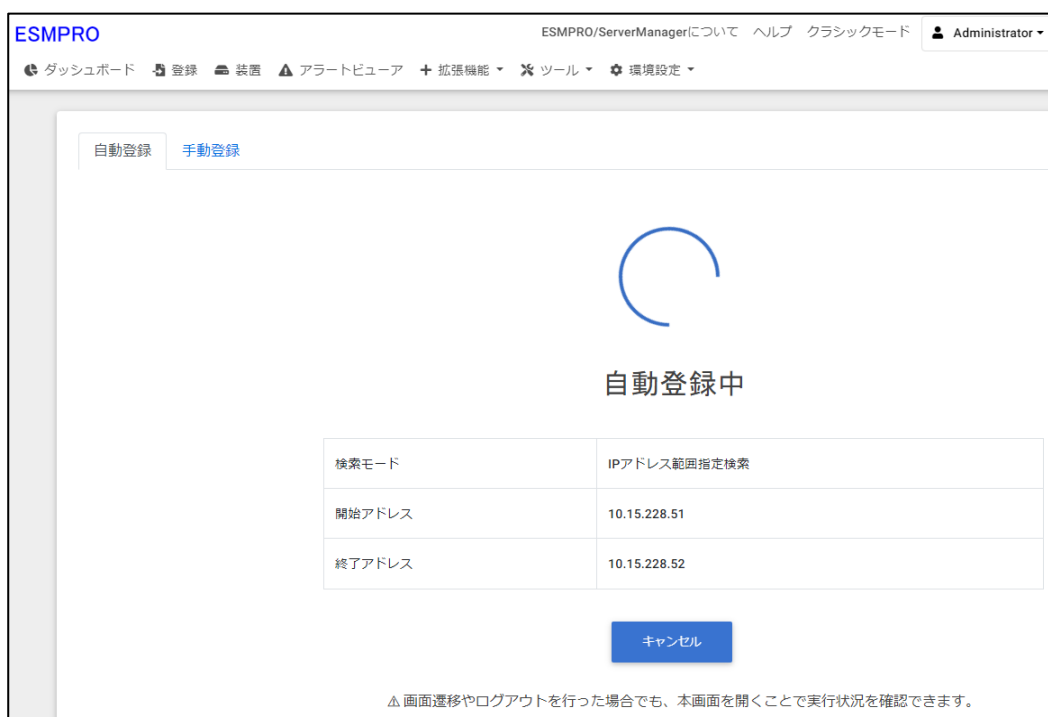 ESMPRO
ESMPRO/ServerManagerについて ヘルプ クラシックモード Administrator
ダッシュボード 登録 装置 アラートビューア 拡張機能 ツール 環境設定
自動登録 手動登録
自動登録中
検索モード IPアドレス範囲指定検索
開始アドレス 10.15.228.51
終了アドレス 10.15.228.52
キャンセル
画面遷移やログアウトを行った場合でも、本画面を開くことで実行状況を確認できます。